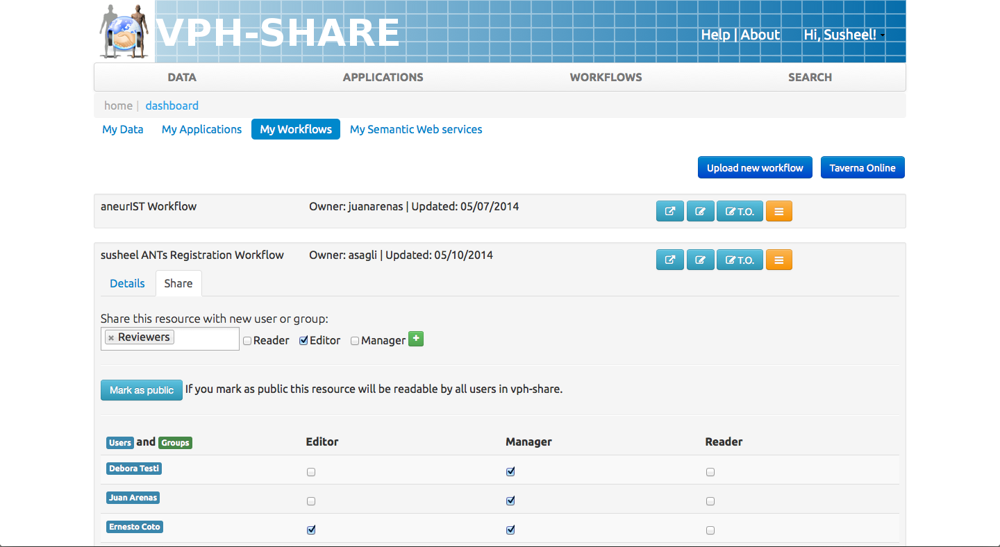 VPH-SHARE
Help | About Hi, Susheel!
DATA APPLICATIONS WORKFLOWS SEARCH
home | dashboard
My Data My Applications My Workflows My Semantic Web services
Upload new workflow Taverna Online
aneurIST Workflow Owner: juanarenas | Updated: 05/07/2014 T.O.
susheel ANTs Registration Workflow Owner: asagli | Updated: 05/10/2014 T.O.
Details Share
Share this resource with new user or group:
× Reviewers Reader Editor Manager +
Mark as public If you mark as public this resource will be readable by all users in vph-share.
Users and Groups Editor Manager Reader
Debora Testi
Juan Arenas
Ernesto Coto